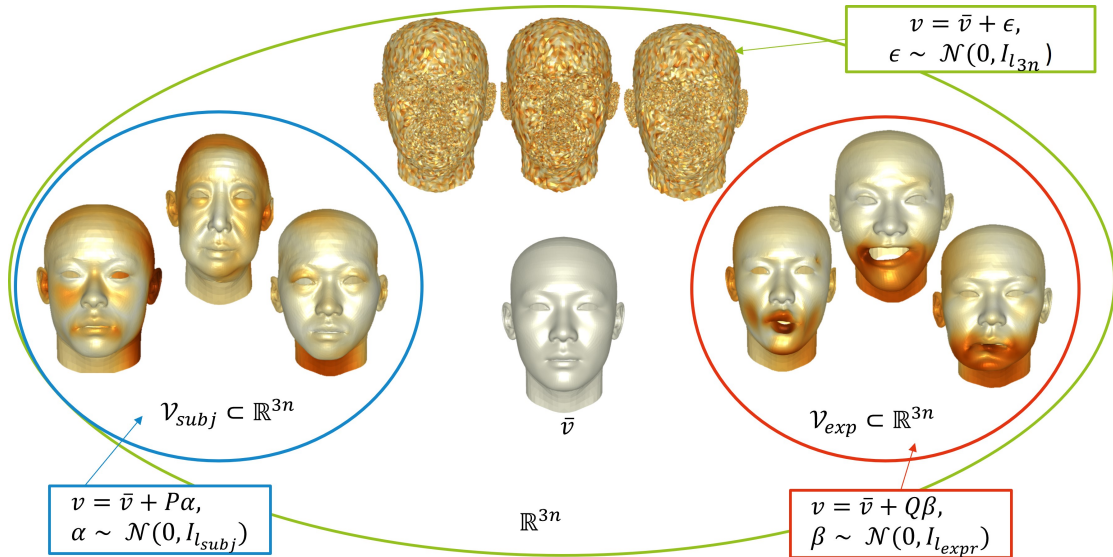 v = v̄ + ϵ,
ϵ ~ 𝒩(0, I_{l_{3n}})
𝒱_{subj} ⊂ ℝ^{3n}
v̄
𝒱_{exp} ⊂ ℝ^{3n}
v = v̄ + Pα,
α ~ 𝒩(0, I_{l_{subj}})
ℝ^{3n}
v = v̄ + Qβ,
β ~ 𝒩(0, I_{l_{expr}})